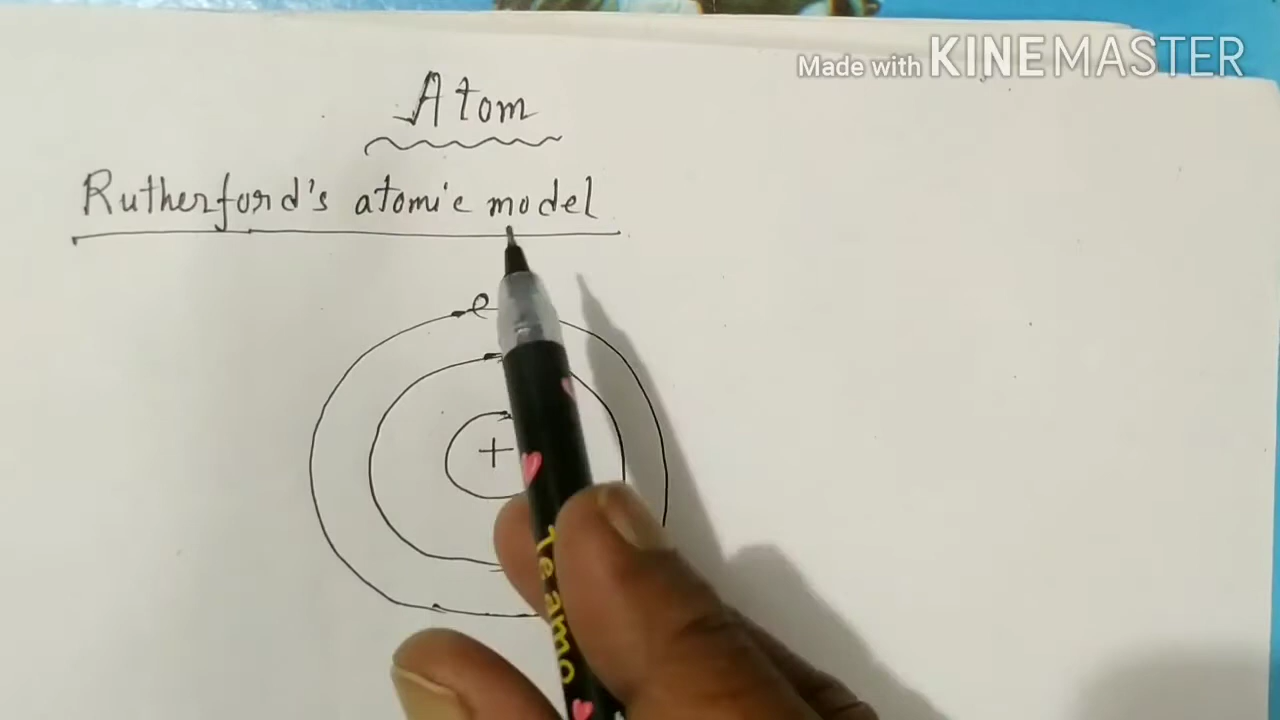 Made with KINEMASTER
Atom
Rutherford's atomic model
e
+
Te amo